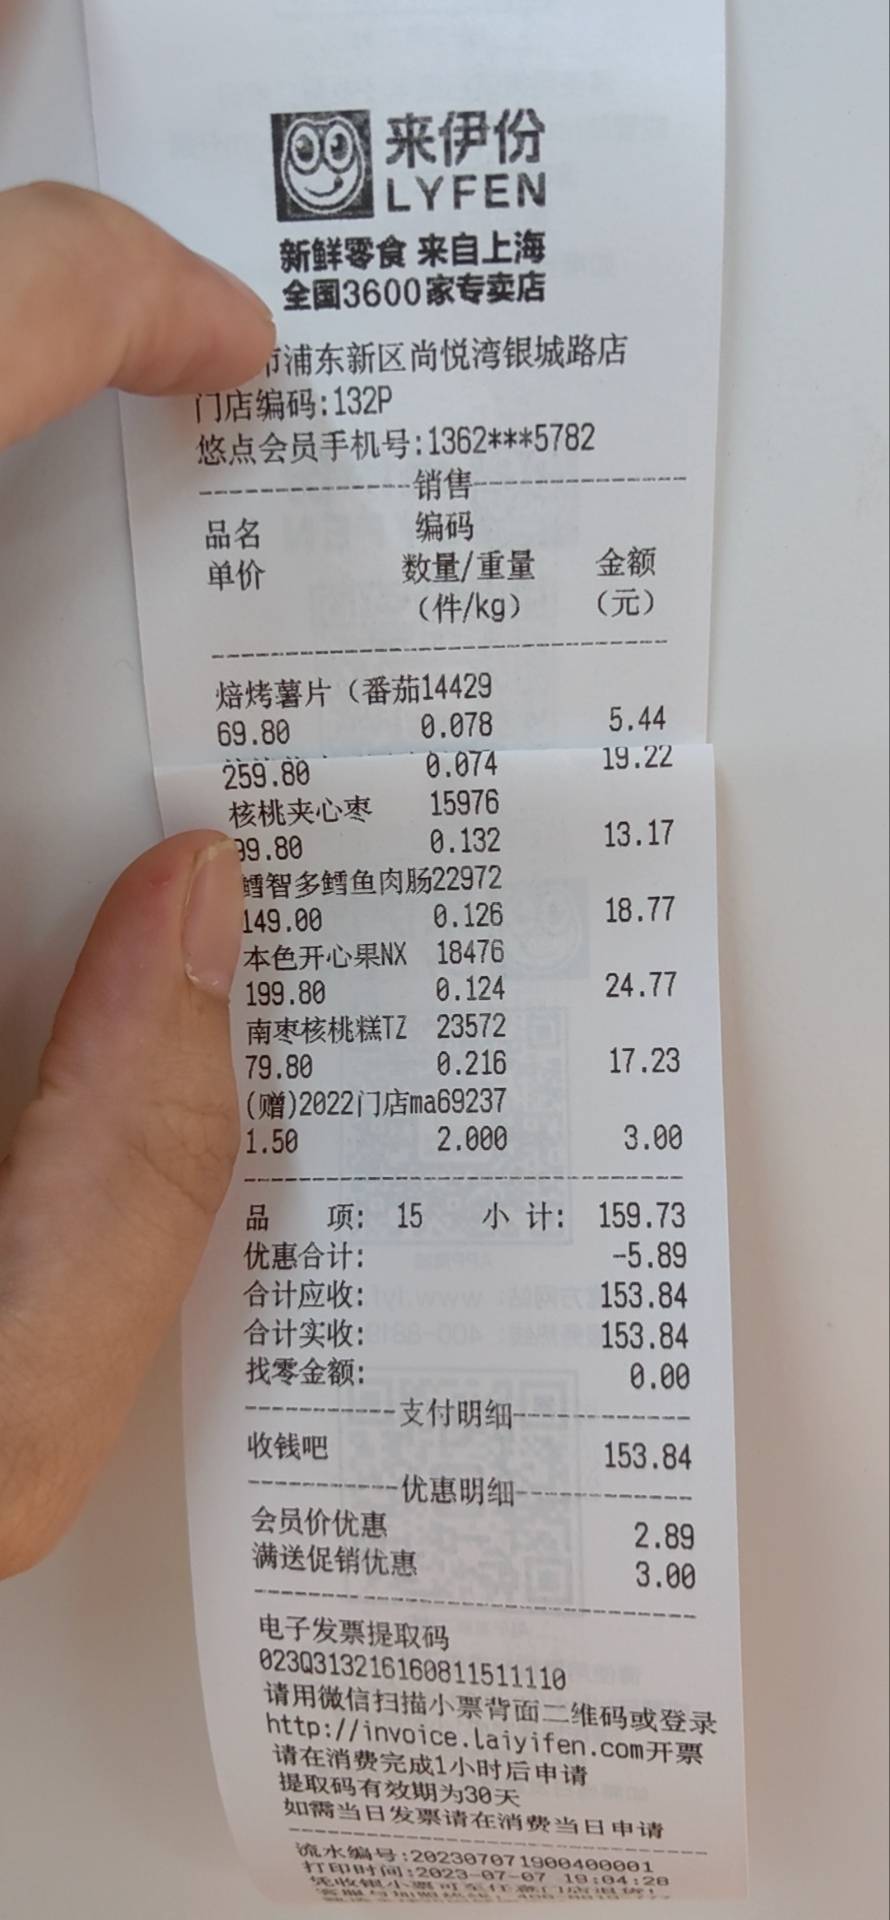 来伊份
LYFEN
新鲜零食 来自上海
全国3600家专卖店
市浦东新区尚悦湾银城路店
门店编码:132P
悠点会员手机号:1362***5782
销售
品名 编码
单价 数量/重量 金额
（件/kg） （元）
焙烤薯片（番茄14429
69.80 0.078 5.44
259.80 0.074 19.22
核桃夹心枣 15976
99.80 0.132 13.17
鳕智多鳕鱼肉肠22972
149.00 0.126 18.77
本色开心果NX 18476
199.80 0.124 24.77
南枣核桃糕TZ 23572
79.80 0.216 17.23
(赠)2022门店ma69237
1.50 2.000 3.00
品 项: 15 小 计: 159.73
优惠合计: -5.89
合计应收: 153.84
合计实收: 153.84
找零金额: 0.00
支付明细
收钱吧 153.84
优惠明细
会员价优惠 2.89
满送促销优惠 3.00
电子发票提取码
023Q313216160811511110
请用微信扫描小票背面二维码或登录
http://invoice.laiyifen.com开票
请在消费完成1小时后申请
提取码有效期为30天
如需当日发票请在消费当日申请
流水编号:202307071900400001
打印时间:2023-07-07 19:04:28
凭收银小票可至任意门店退货!